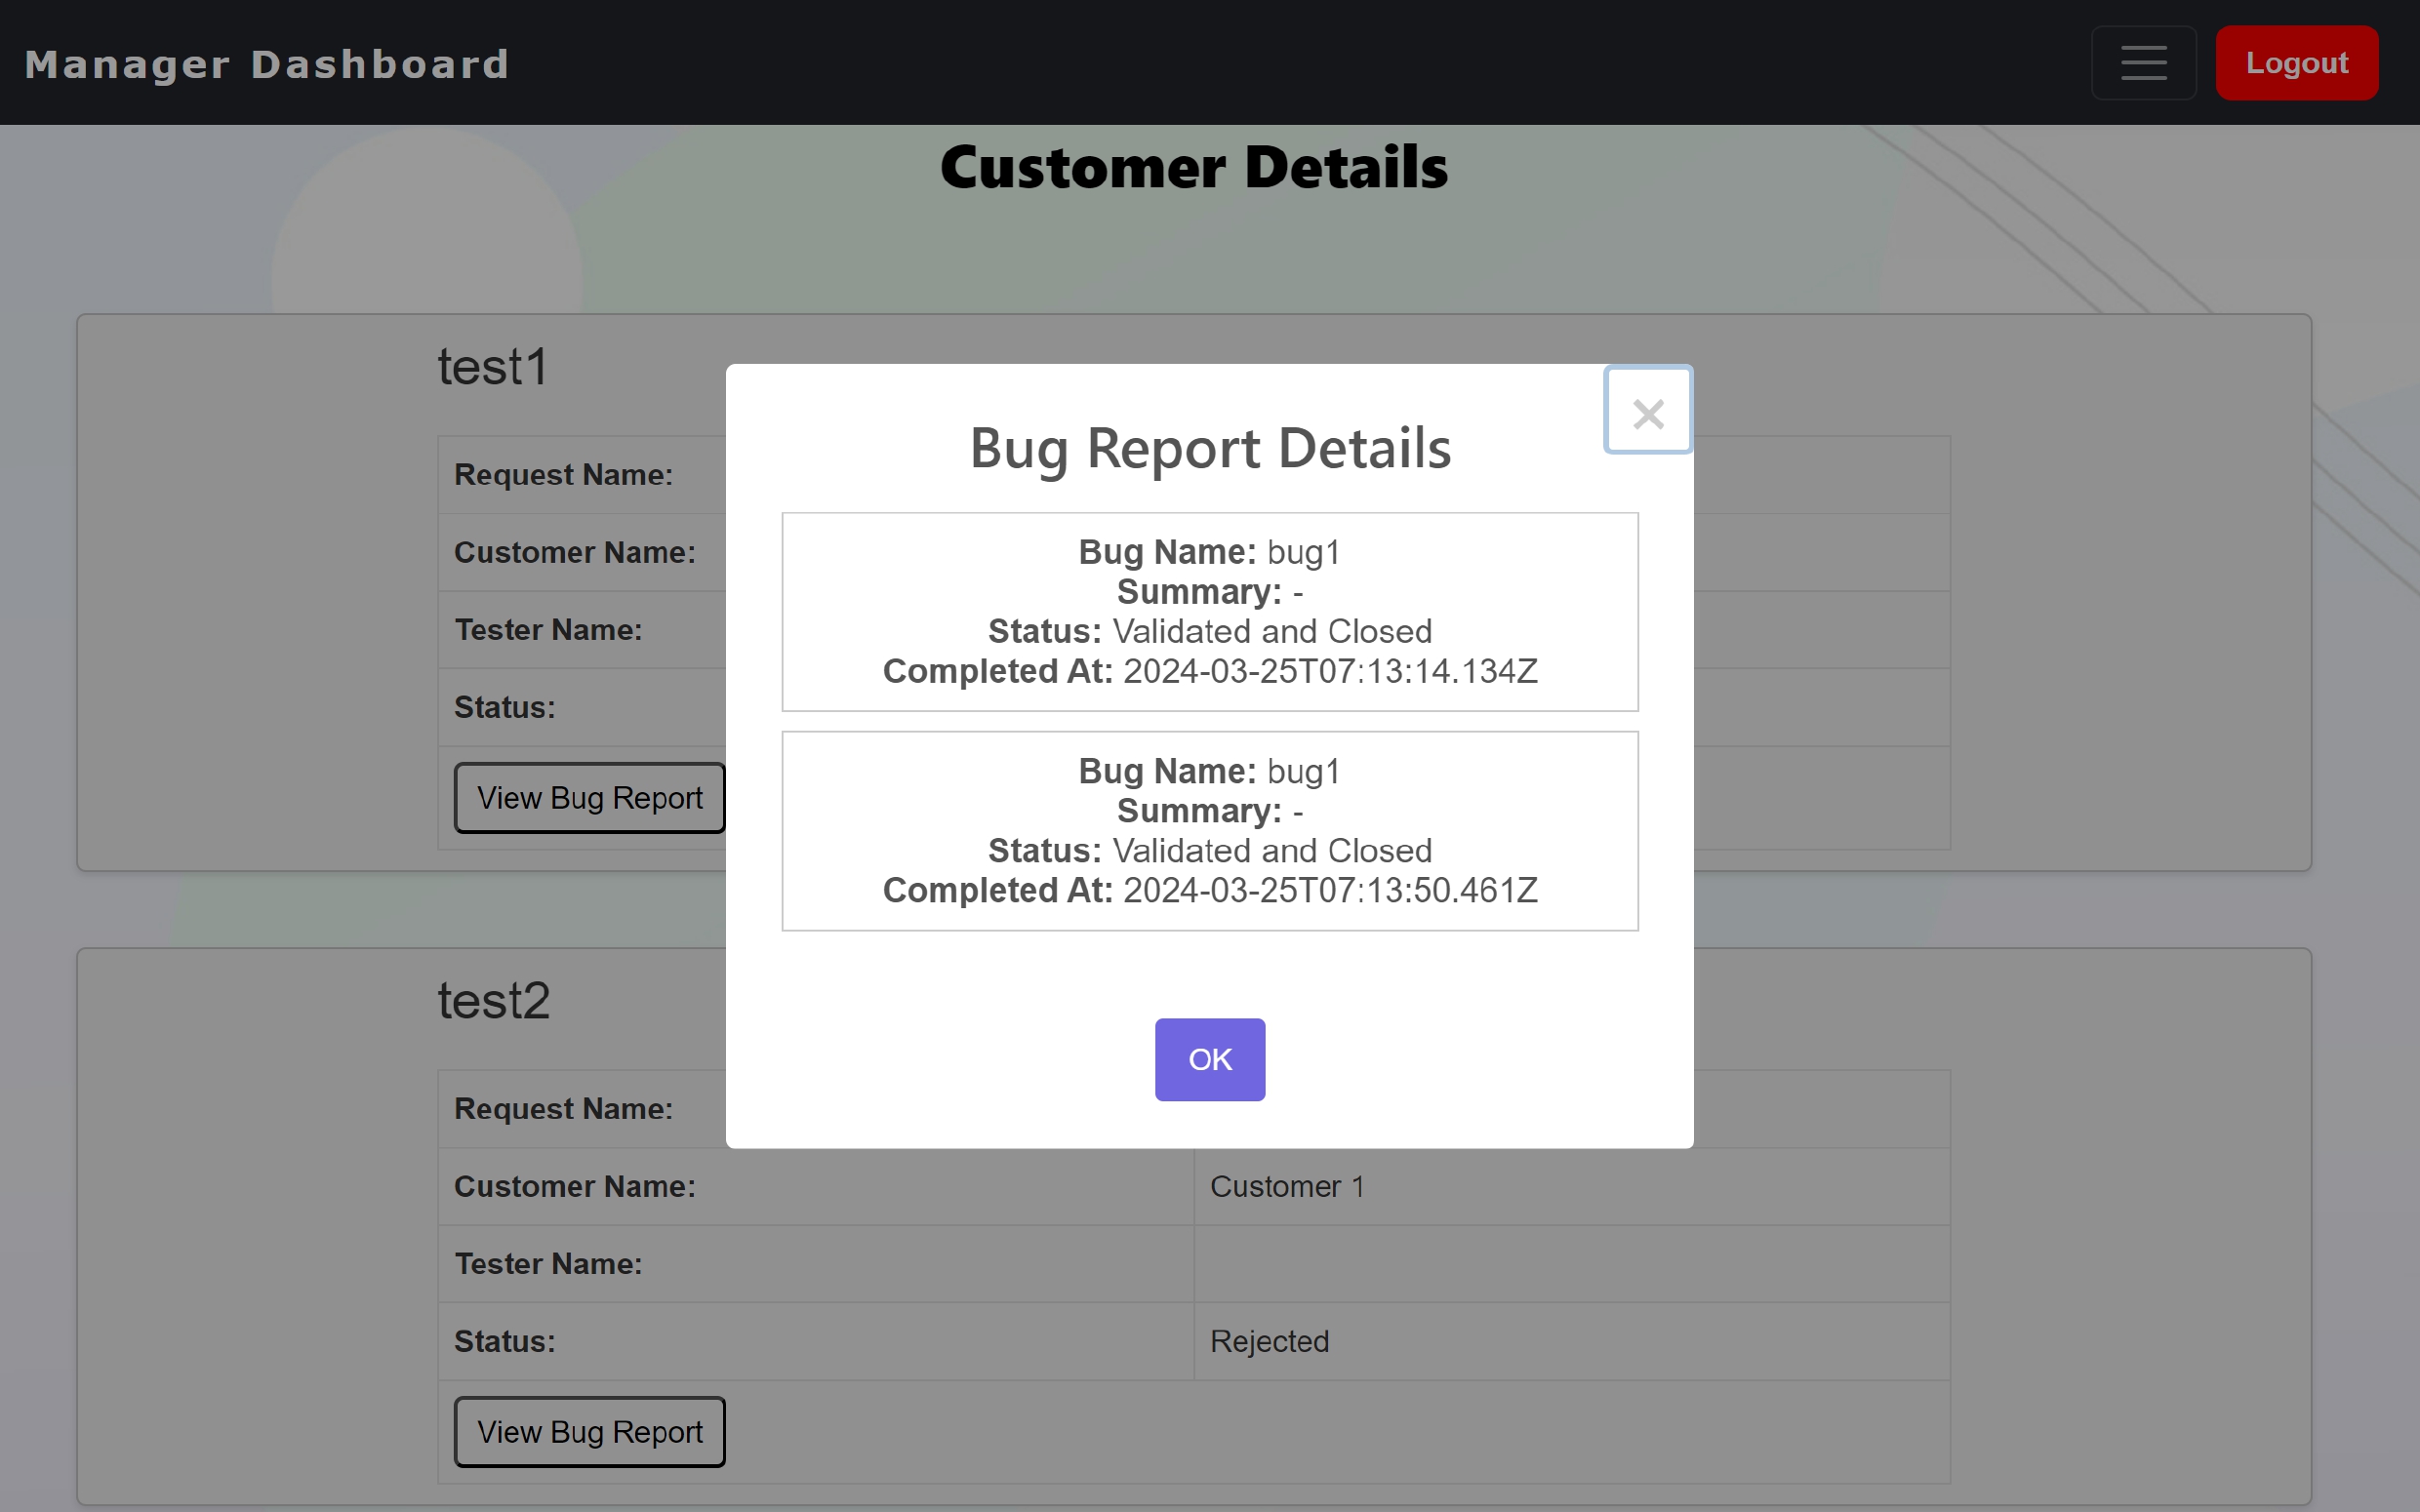 Manager Dashboard
Logout
Customer Details
test1
Request Name:
Customer Name:
Tester Name:
Status:
View Bug Report
Bug Report Details
×
Bug Name: bug1
Summary: -
Status: Validated and Closed
Completed At: 2024-03-25T07:13:14.134Z
Bug Name: bug1
Summary: -
Status: Validated and Closed
Completed At: 2024-03-25T07:13:50.461Z
OK
test2
Request Name:
Customer Name: Customer 1
Tester Name:
Status: Rejected
View Bug Report